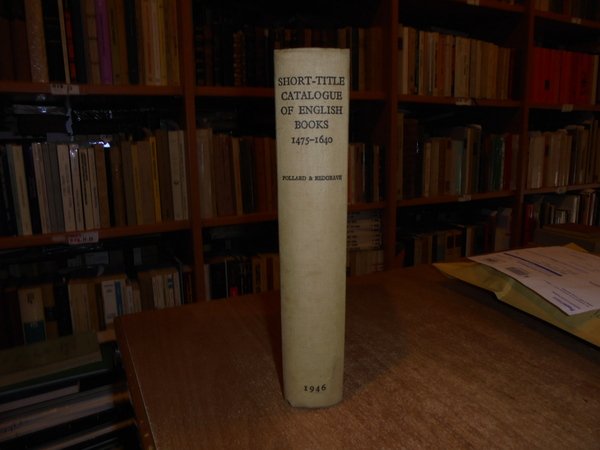 SHORT-TITLE
CATALOGUE
OF ENGLISH
BOOKS
1475–1640
POLLARD & REDGRAVE
1946